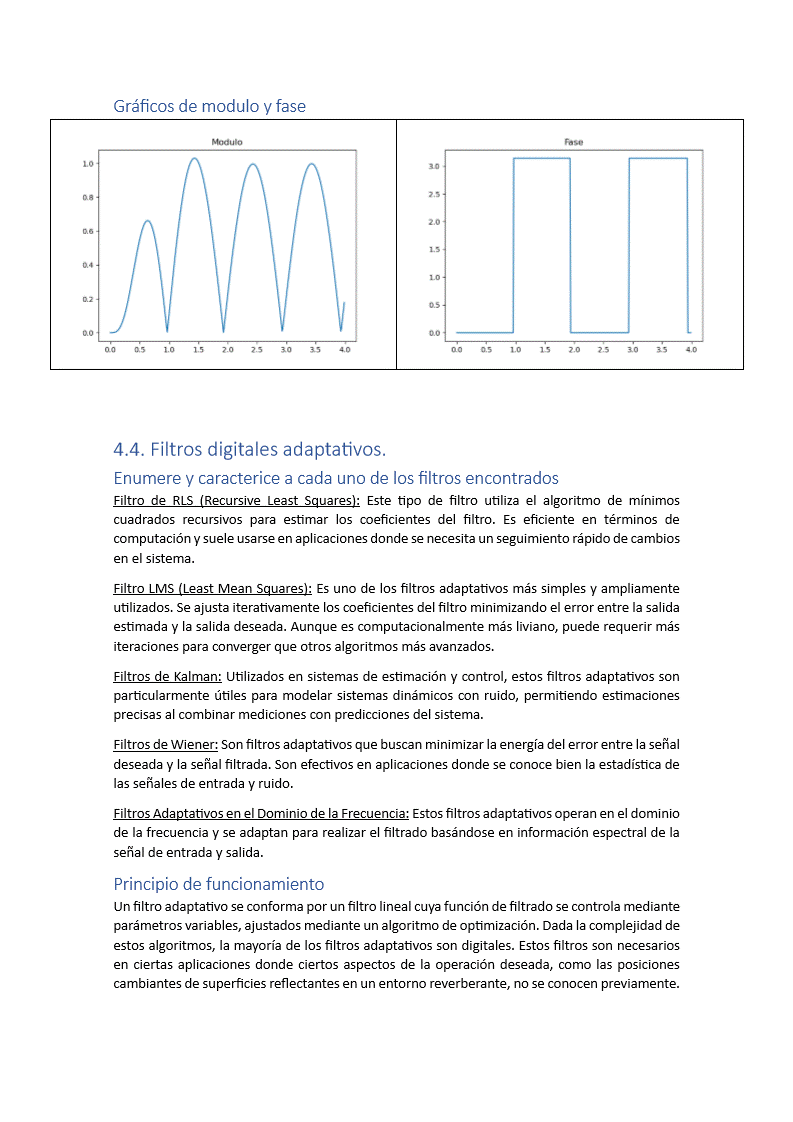 Gráficos de modulo y fase
Modulo
1.0
0.8
0.6
0.4
0.2
0.0
0.0 0.5 1.0 1.5 2.0 2.5 3.0 3.5 4.0
Fase
3.0
2.5
2.0
1.5
1.0
0.5
0.0
0.0 0.5 1.0 1.5 2.0 2.5 3.0 3.5 4.0
4.4. Filtros digitales adaptativos.
Enumere y caracterice a cada uno de los filtros encontrados
Filtro de RLS (Recursive Least Squares): Este tipo de filtro utiliza el algoritmo de mínimos
cuadrados recursivos para estimar los coeficientes del filtro. Es eficiente en términos de
computación y suele usarse en aplicaciones donde se necesita un seguimiento rápido de cambios
en el sistema.
Filtro LMS (Least Mean Squares): Es uno de los filtros adaptativos más simples y ampliamente
utilizados. Se ajusta iterativamente los coeficientes del filtro minimizando el error entre la salida
estimada y la salida deseada. Aunque es computacionalmente más liviano, puede requerir más
iteraciones para converger que otros algoritmos más avanzados.
Filtros de Kalman: Utilizados en sistemas de estimación y control, estos filtros adaptativos son
particularmente útiles para modelar sistemas dinámicos con ruido, permitiendo estimaciones
precisas al combinar mediciones con predicciones del sistema.
Filtros de Wiener: Son filtros adaptativos que buscan minimizar la energía del error entre la señal
deseada y la señal filtrada. Son efectivos en aplicaciones donde se conoce bien la estadística de
las señales de entrada y ruido.
Filtros Adaptativos en el Dominio de la Frecuencia: Estos filtros adaptativos operan en el dominio
de la frecuencia y se adaptan para realizar el filtrado basándose en información espectral de la
señal de entrada y salida.
Principio de funcionamiento
Un filtro adaptativo se conforma por un filtro lineal cuya función de filtrado se controla mediante
parámetros variables, ajustados mediante un algoritmo de optimización. Dada la complejidad de
estos algoritmos, la mayoría de los filtros adaptativos son digitales. Estos filtros son necesarios
en ciertas aplicaciones donde ciertos aspectos de la operación deseada, como las posiciones
cambiantes de superficies reflectantes en un entorno reverberante, no se conocen previamente.